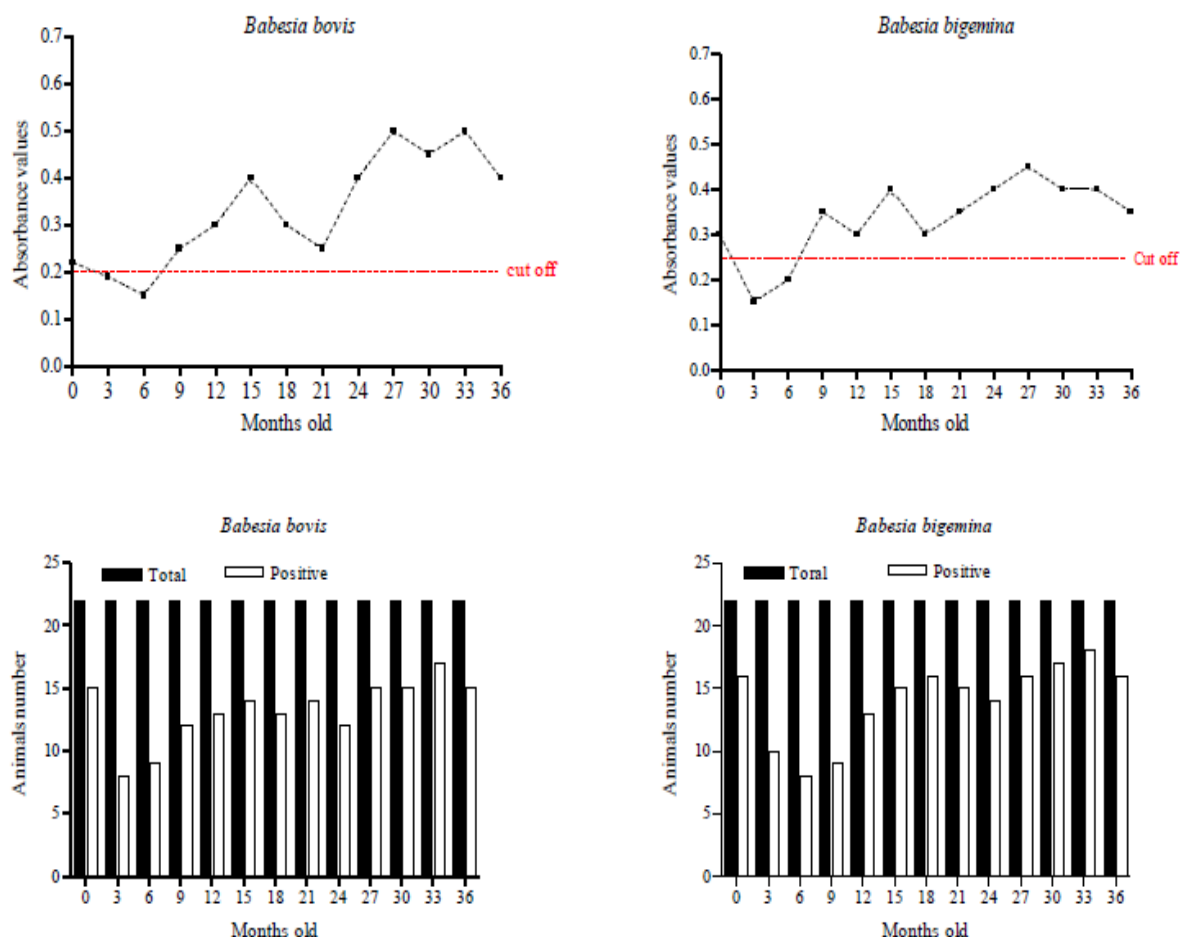 Babesia bovis
0.7
0.6
0.5
0.4
0.3
0.2
0.1
0.0
Absorbance values
cut off
0 3 6 9 12 15 18 21 24 27 30 33 36
Months old
Babesia bigemina
0.7
0.6
0.5
0.4
0.3
0.2
0.1
0.0
Absorbance values
Cut off
0 3 6 9 12 15 18 21 24 27 30 33 36
Months old
Babesia bovis
Total Positive
25
20
15
10
5
0
Animals number
0 3 6 9 12 15 18 21 24 27 30 33 36
Months old
Babesia bigemina
Toral Positive
25
20
15
10
5
0
Animals number
0 3 6 9 12 15 18 21 24 27 30 33 36
Months old